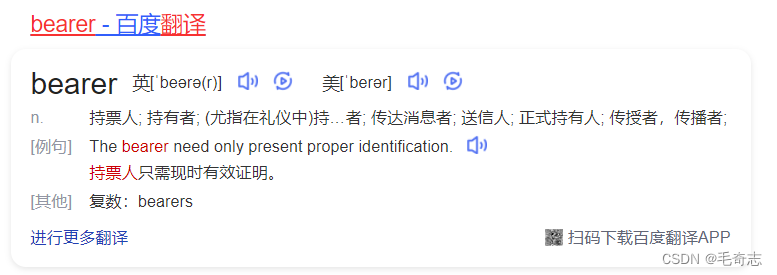 bearer - 百度翻译
bearer 英[ˈbeərə(r)] 美[ˈberər]
n. 持票人; 持有者; (尤指在礼仪中)持…者; 传达消息者; 送信人; 正式持有人; 传授者，传播者;
[例句] The bearer need only present proper identification.
持票人只需现时有效证明。
[其他] 复数：bearers
进行更多翻译 扫码下载百度翻译APP
CSDN @毛奇志